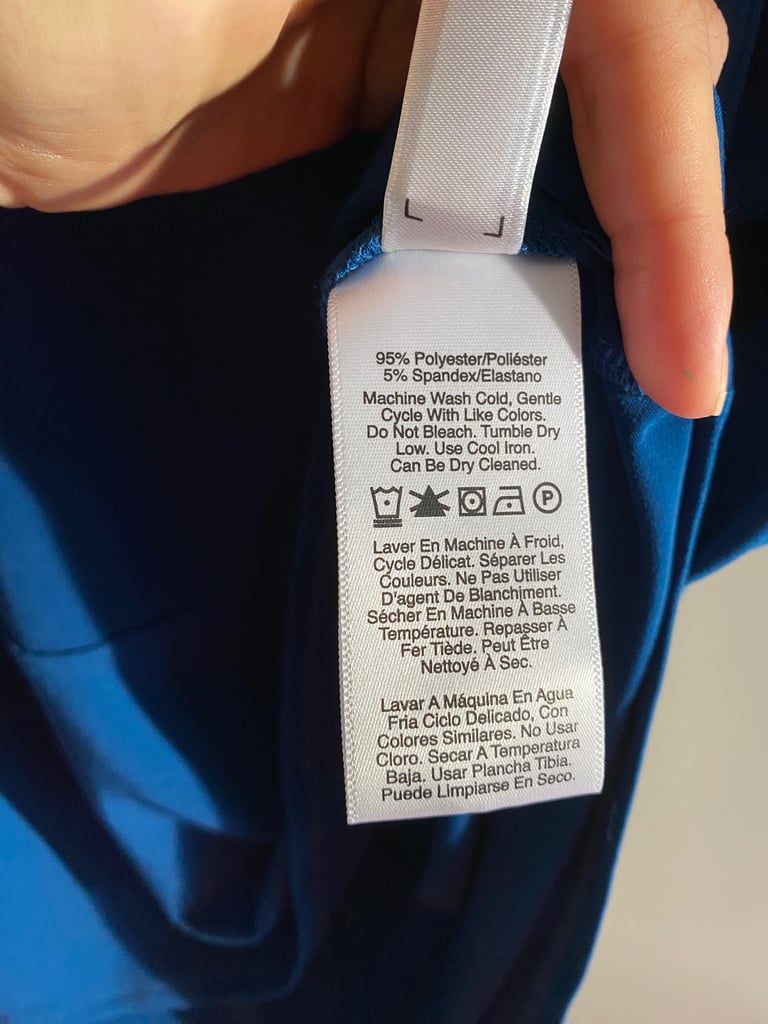 95% Polyester/Poliéster
5% Spandex/Elastano
Machine Wash Cold, Gentle
Cycle With Like Colors.
Do Not Bleach. Tumble Dry
Low. Use Cool Iron.
Can Be Dry Cleaned.
P
Laver En Machine À Froid,
Cycle Délicat. Séparer Les
Couleurs. Ne Pas Utiliser
D'agent De Blanchiment.
Sécher En Machine À Basse
Température. Repasser À
Fer Tiède. Peut Être
Nettoyé À Sec.
Lavar A Máquina En Agua
Fria Ciclo Delicado, Con
Colores Similares. No Usar
Cloro. Secar A Temperatura
Baja. Usar Plancha Tibia.
Puede Limpiarse En Seco.